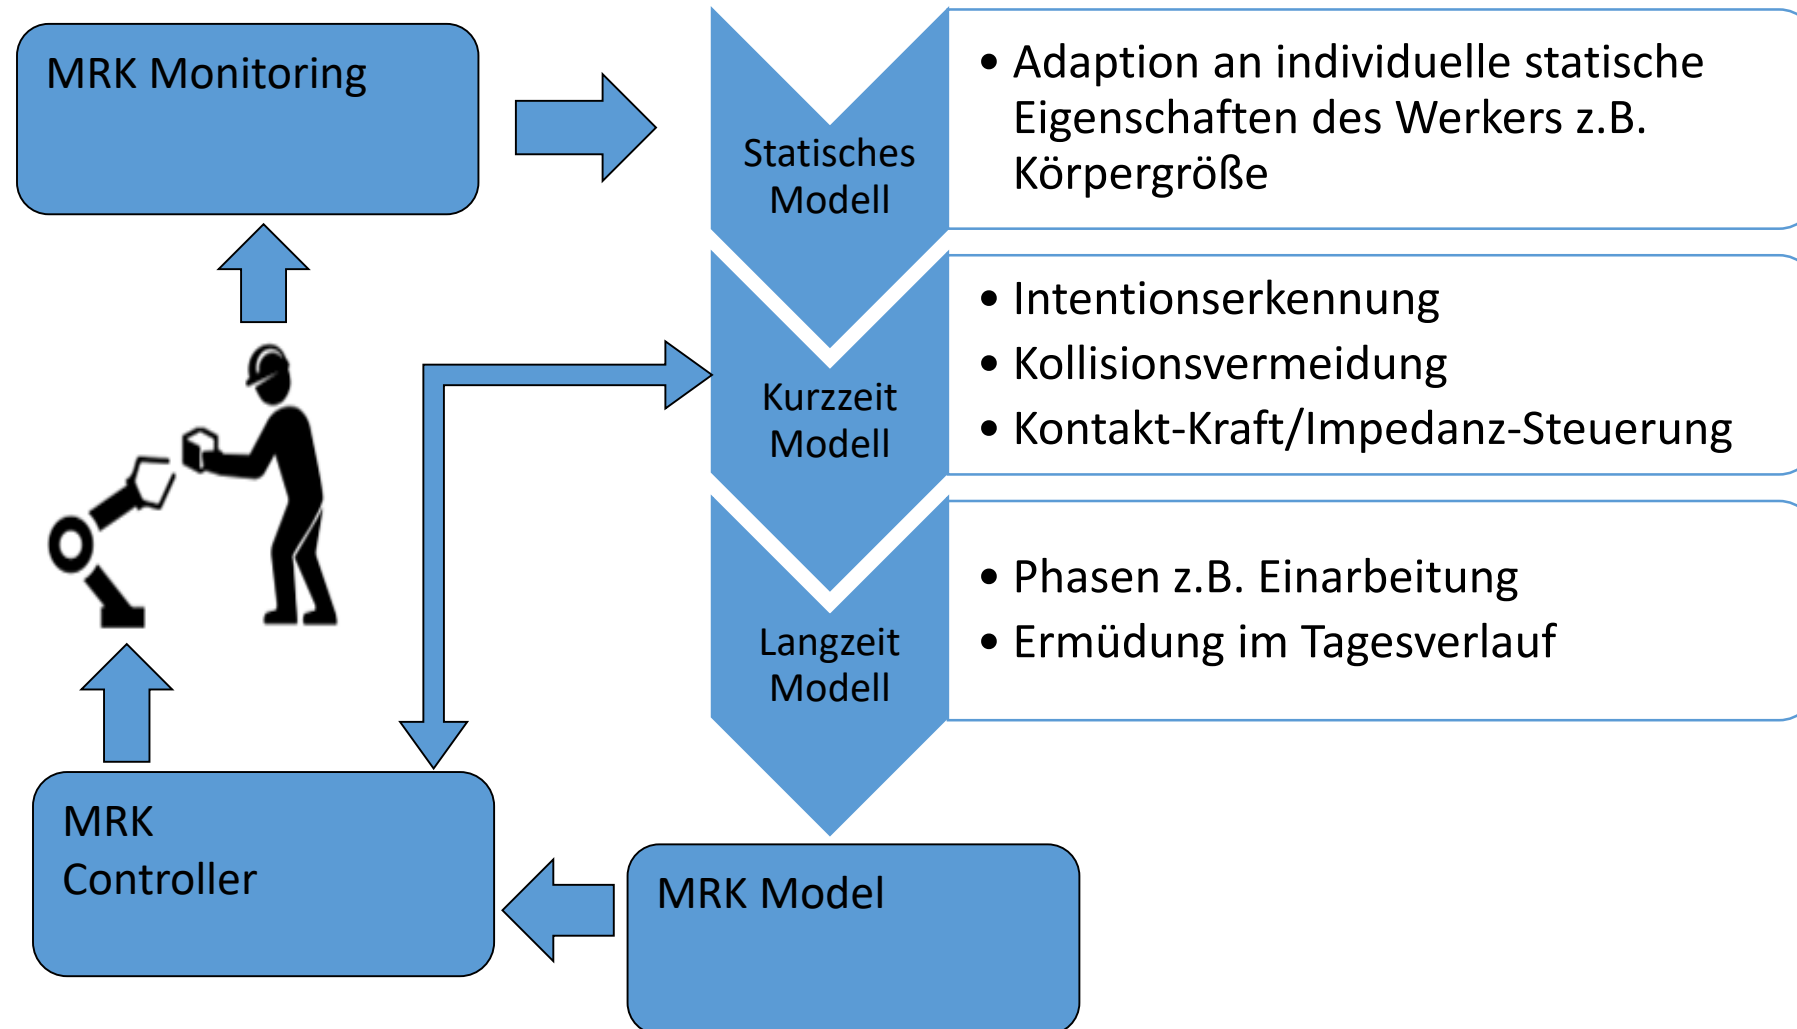 MRK Monitoring
Statisches
Modell
• Adaption an individuelle statische
Eigenschaften des Werkers z.B.
Körpergröße
Kurzzeit
Modell
• Intentionserkennung
• Kollisionsvermeidung
• Kontakt-Kraft/Impedanz-Steuerung
Langzeit
Modell
• Phasen z.B. Einarbeitung
• Ermüdung im Tagesverlauf
MRK
Controller
MRK Model